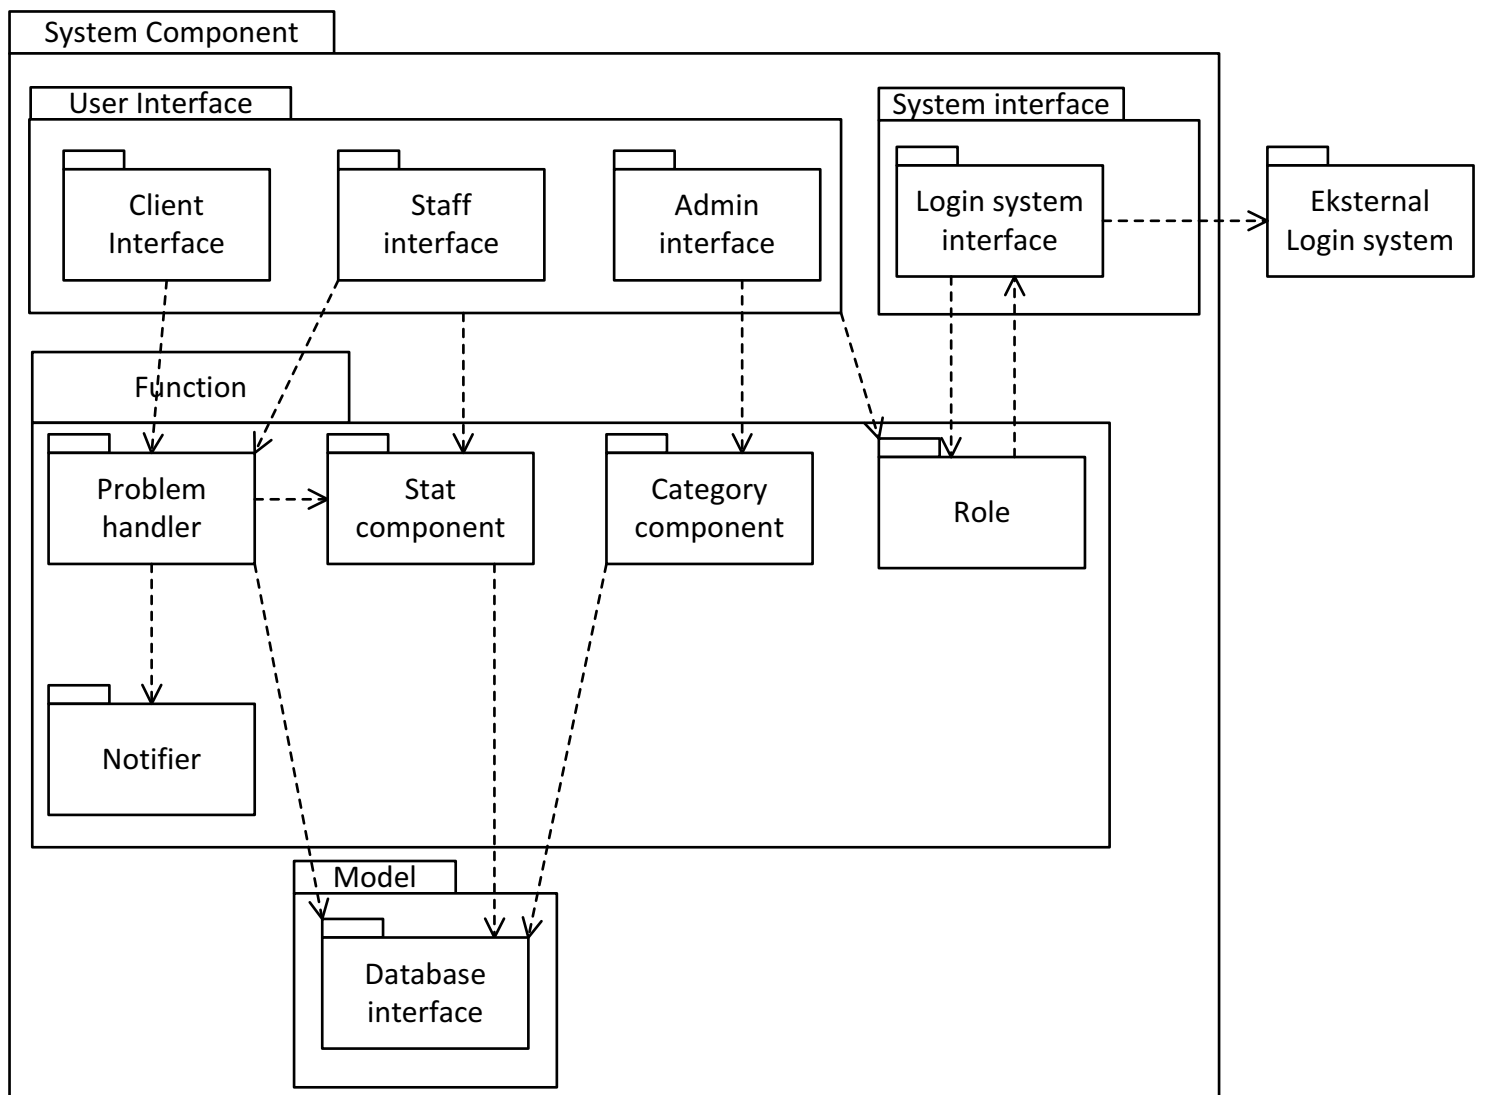 System Component
User Interface
System interface
Client
Interface
Staff
interface
Admin
interface
Login system
interface
Eksternal
Login system
Function
Problem
handler
Stat
component
Category
component
Role
Notifier
Model
Database
interface